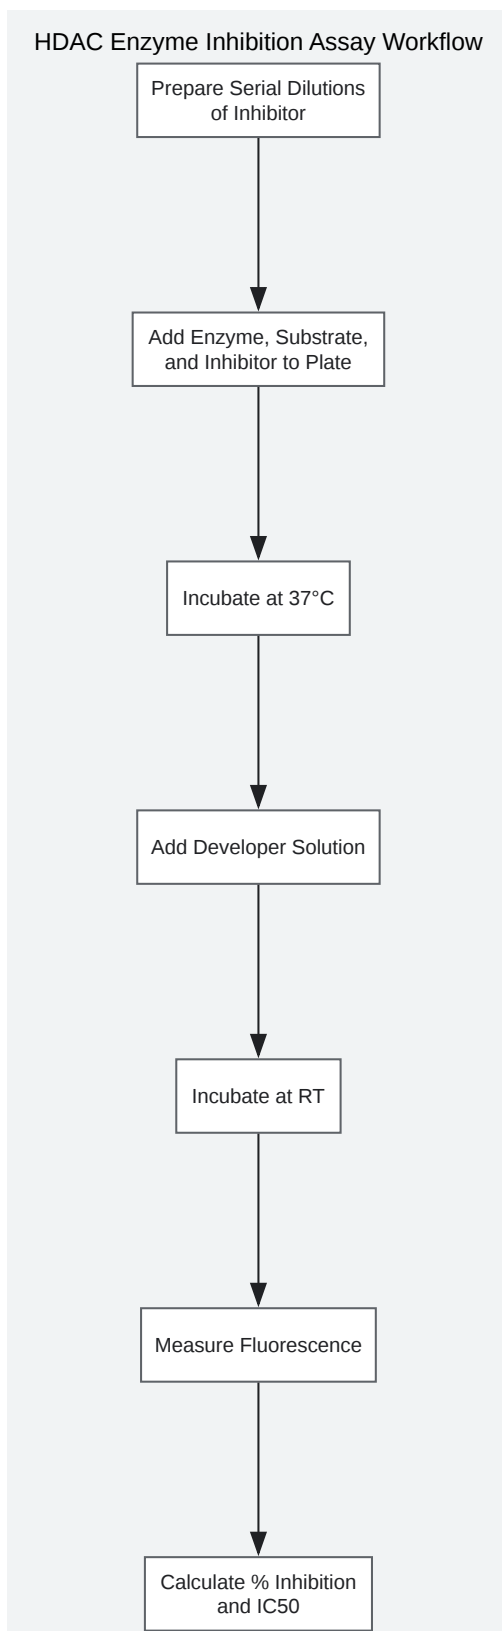 HDAC Enzyme Inhibition Assay Workflow
Prepare Serial Dilutions
of Inhibitor
Add Enzyme, Substrate,
and Inhibitor to Plate
Incubate at 37°C
Add Developer Solution
Incubate at RT
Measure Fluorescence
Calculate % Inhibition
and IC50